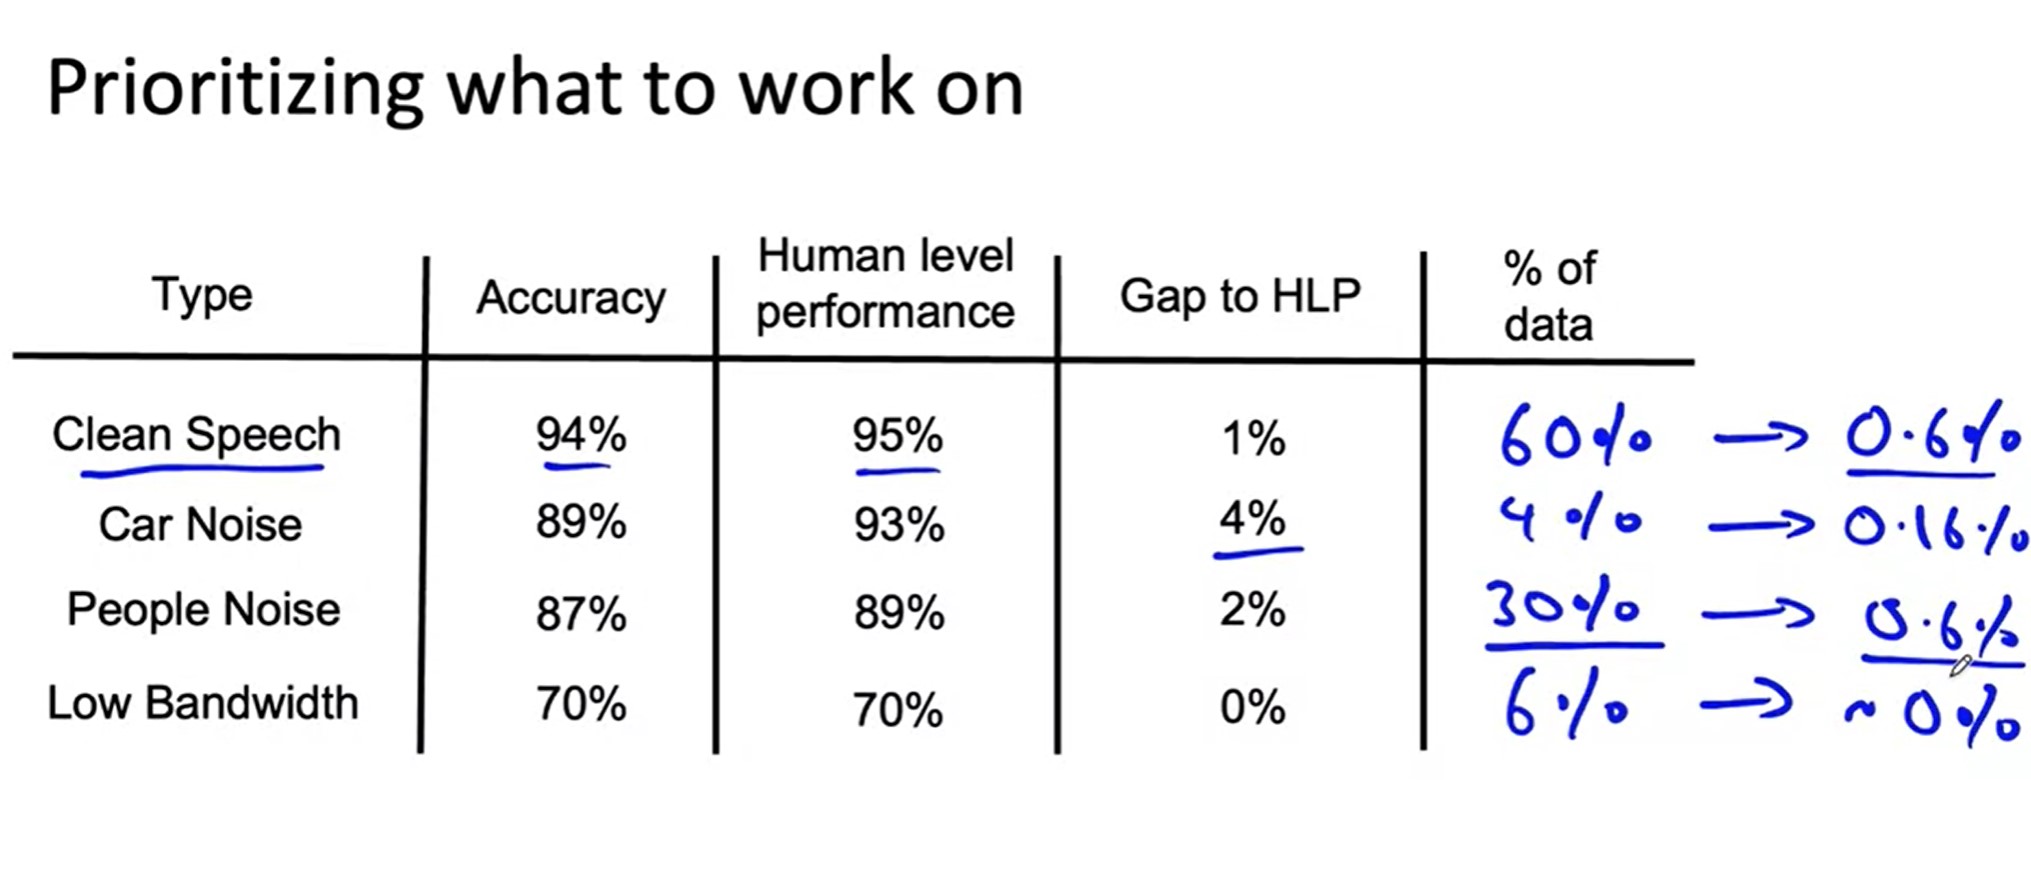 Prioritizing what to work on
Type Accuracy Human level performance Gap to HLP % of data
Clean Speech 94% 95% 1% 60% → 0.6%
Car Noise 89% 93% 4% 4% → 0.16%
People Noise 87% 89% 2% 30% → 0.6%
Low Bandwidth 70% 70% 0% 6% → ~0%